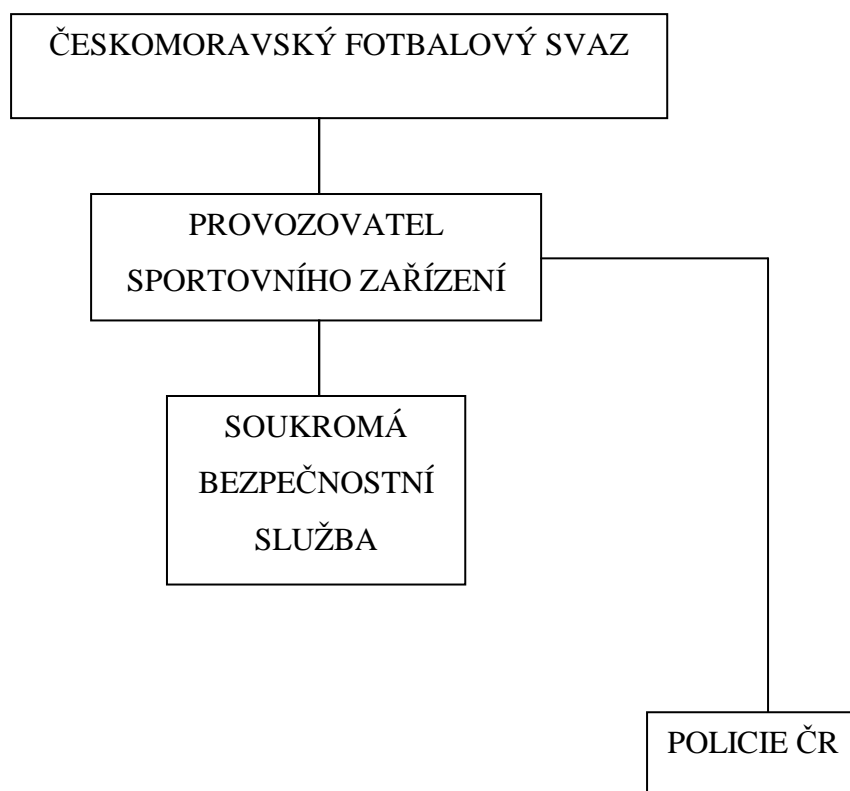 ČESKOMORAVSKÝ FOTBALOVÝ SVAZ
PROVOZOVATEL
SPORTOVNÍHO ZAŘÍZENÍ
SOUKROMÁ
BEZPEČNOSTNÍ
SLUŽBA
POLICIE ČR